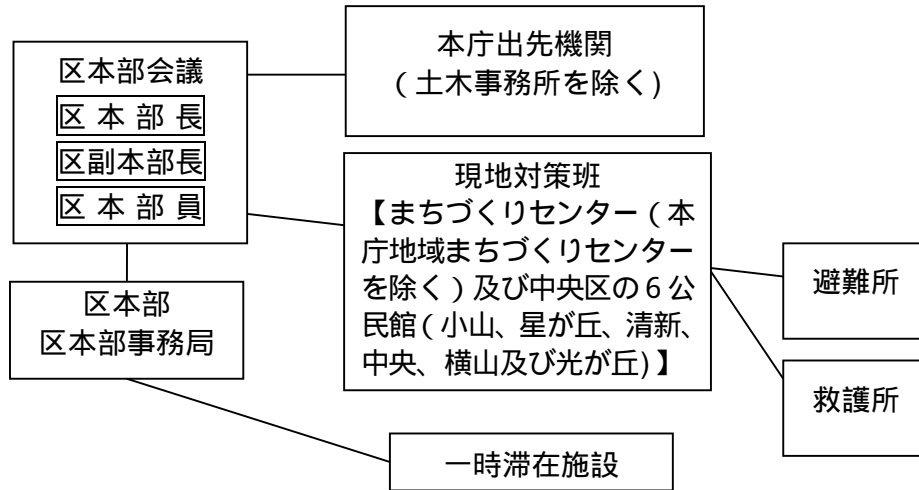 区本部会議
区 本 部 長
区副本部長
区 本 部 員
区本部
区本部事務局
本庁出先機関
(土木事務所を除く)
現地対策班
【まちづくりセンター(本
庁地域まちづくりセンター
を除く)及び中央区の6公
民館(小山、星が丘、清新、
中央、横山及び光が丘)】
避難所
救護所
一時滞在施設